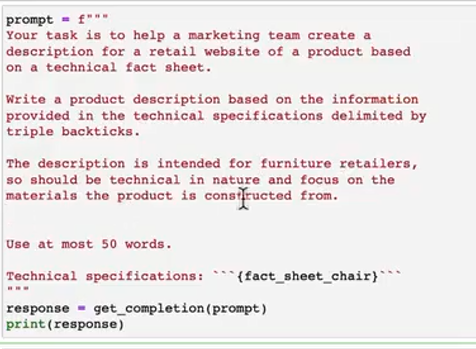 prompt = f"""
Your task is to help a marketing team create a
description for a retail website of a product based
on a technical fact sheet.
Write a product description based on the information
provided in the technical specifications delimited by
triple backticks.
The description is intended for furniture retailers,
so should be technical in nature and focus on the
materials the product is constructed from.
Use at most 50 words.
Technical specifications: ```{fact_sheet_chair}```
"""
response = get_completion(prompt)
print(response)